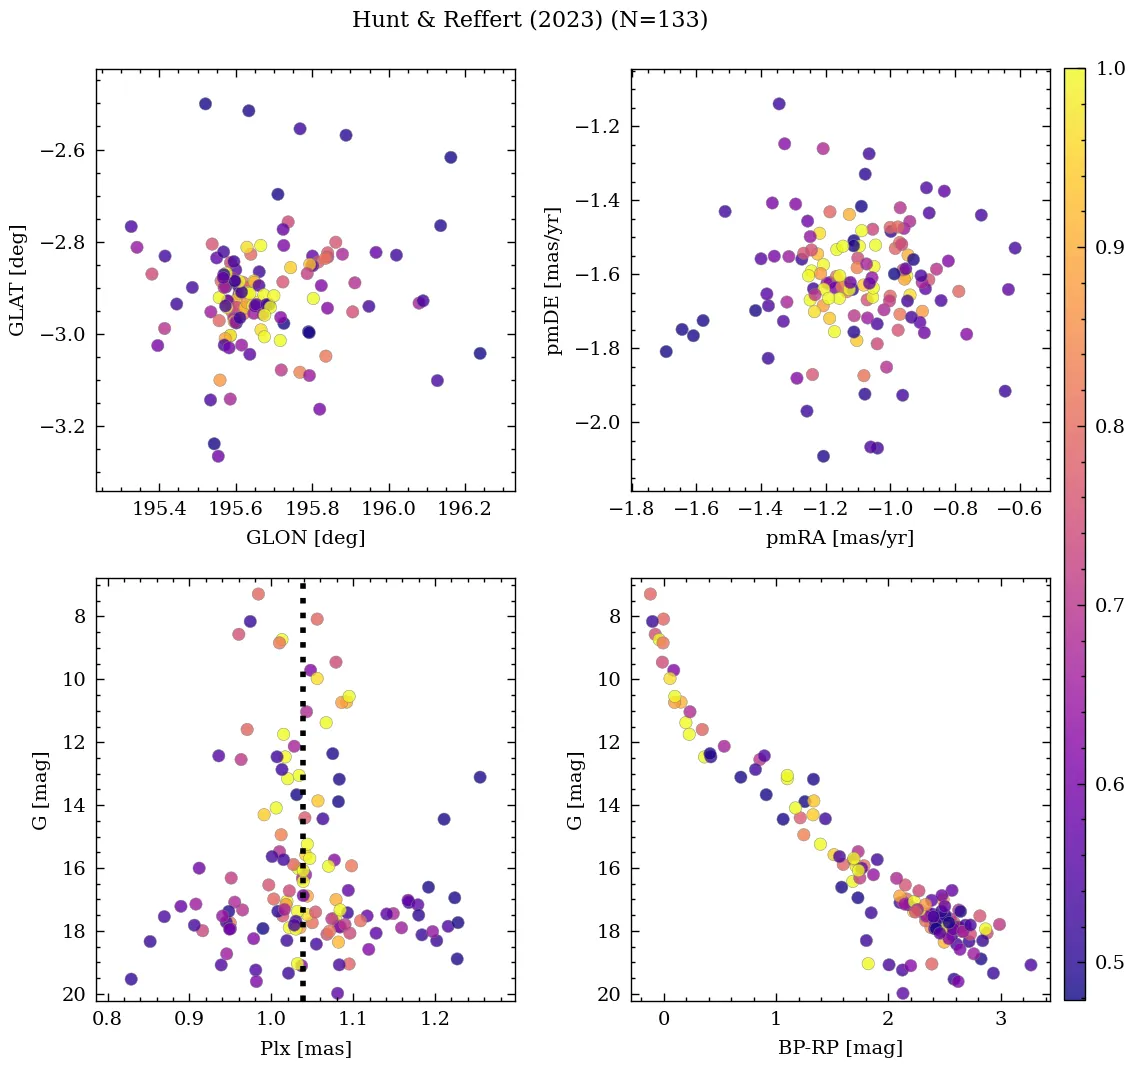 Hunt & Reffert (2023) (N=133)
−2.6
−2.8
−3.0
−3.2
GLAT [deg]
195.4 195.6 195.8 196.0 196.2
GLON [deg]
−1.2
−1.4
−1.6
−1.8
−2.0
pmDE [mas/yr]
−1.8 −1.6 −1.4 −1.2 −1.0 −0.8 −0.6
pmRA [mas/yr]
8
10
12
14
16
18
20
G [mag]
0.8 0.9 1.0 1.1 1.2
Plx [mas]
8
10
12
14
16
18
20
G [mag]
0 1 2 3
BP-RP [mag]
1.0
0.9
0.8
0.7
0.6
0.5